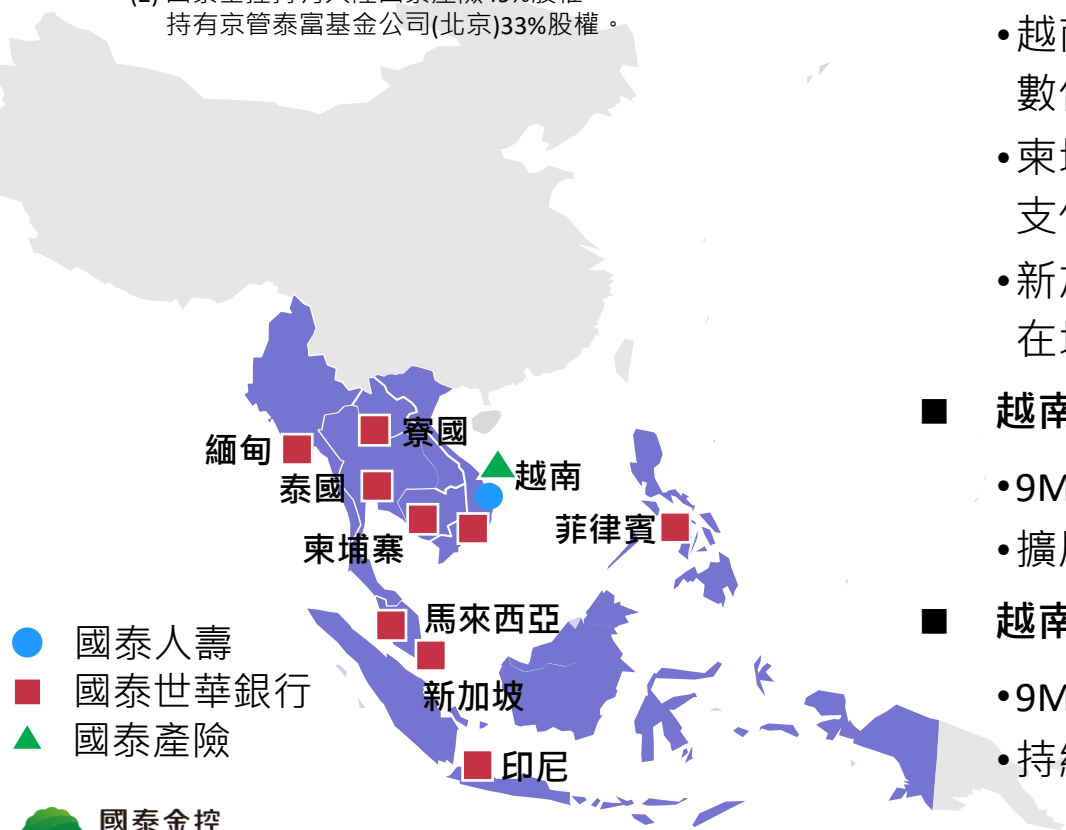 持有京管泰富基金公司(北京)33%股權。
•越
數
•柬
支
•新
在
■ 越南
•9M
•擴
■ 越南
•9M
•持
緬甸
寮國
越南
泰國
柬埔寨
菲律賓
馬來西亞
新加坡
印尼
國泰人壽
國泰世華銀行
國泰產險
國泰金控